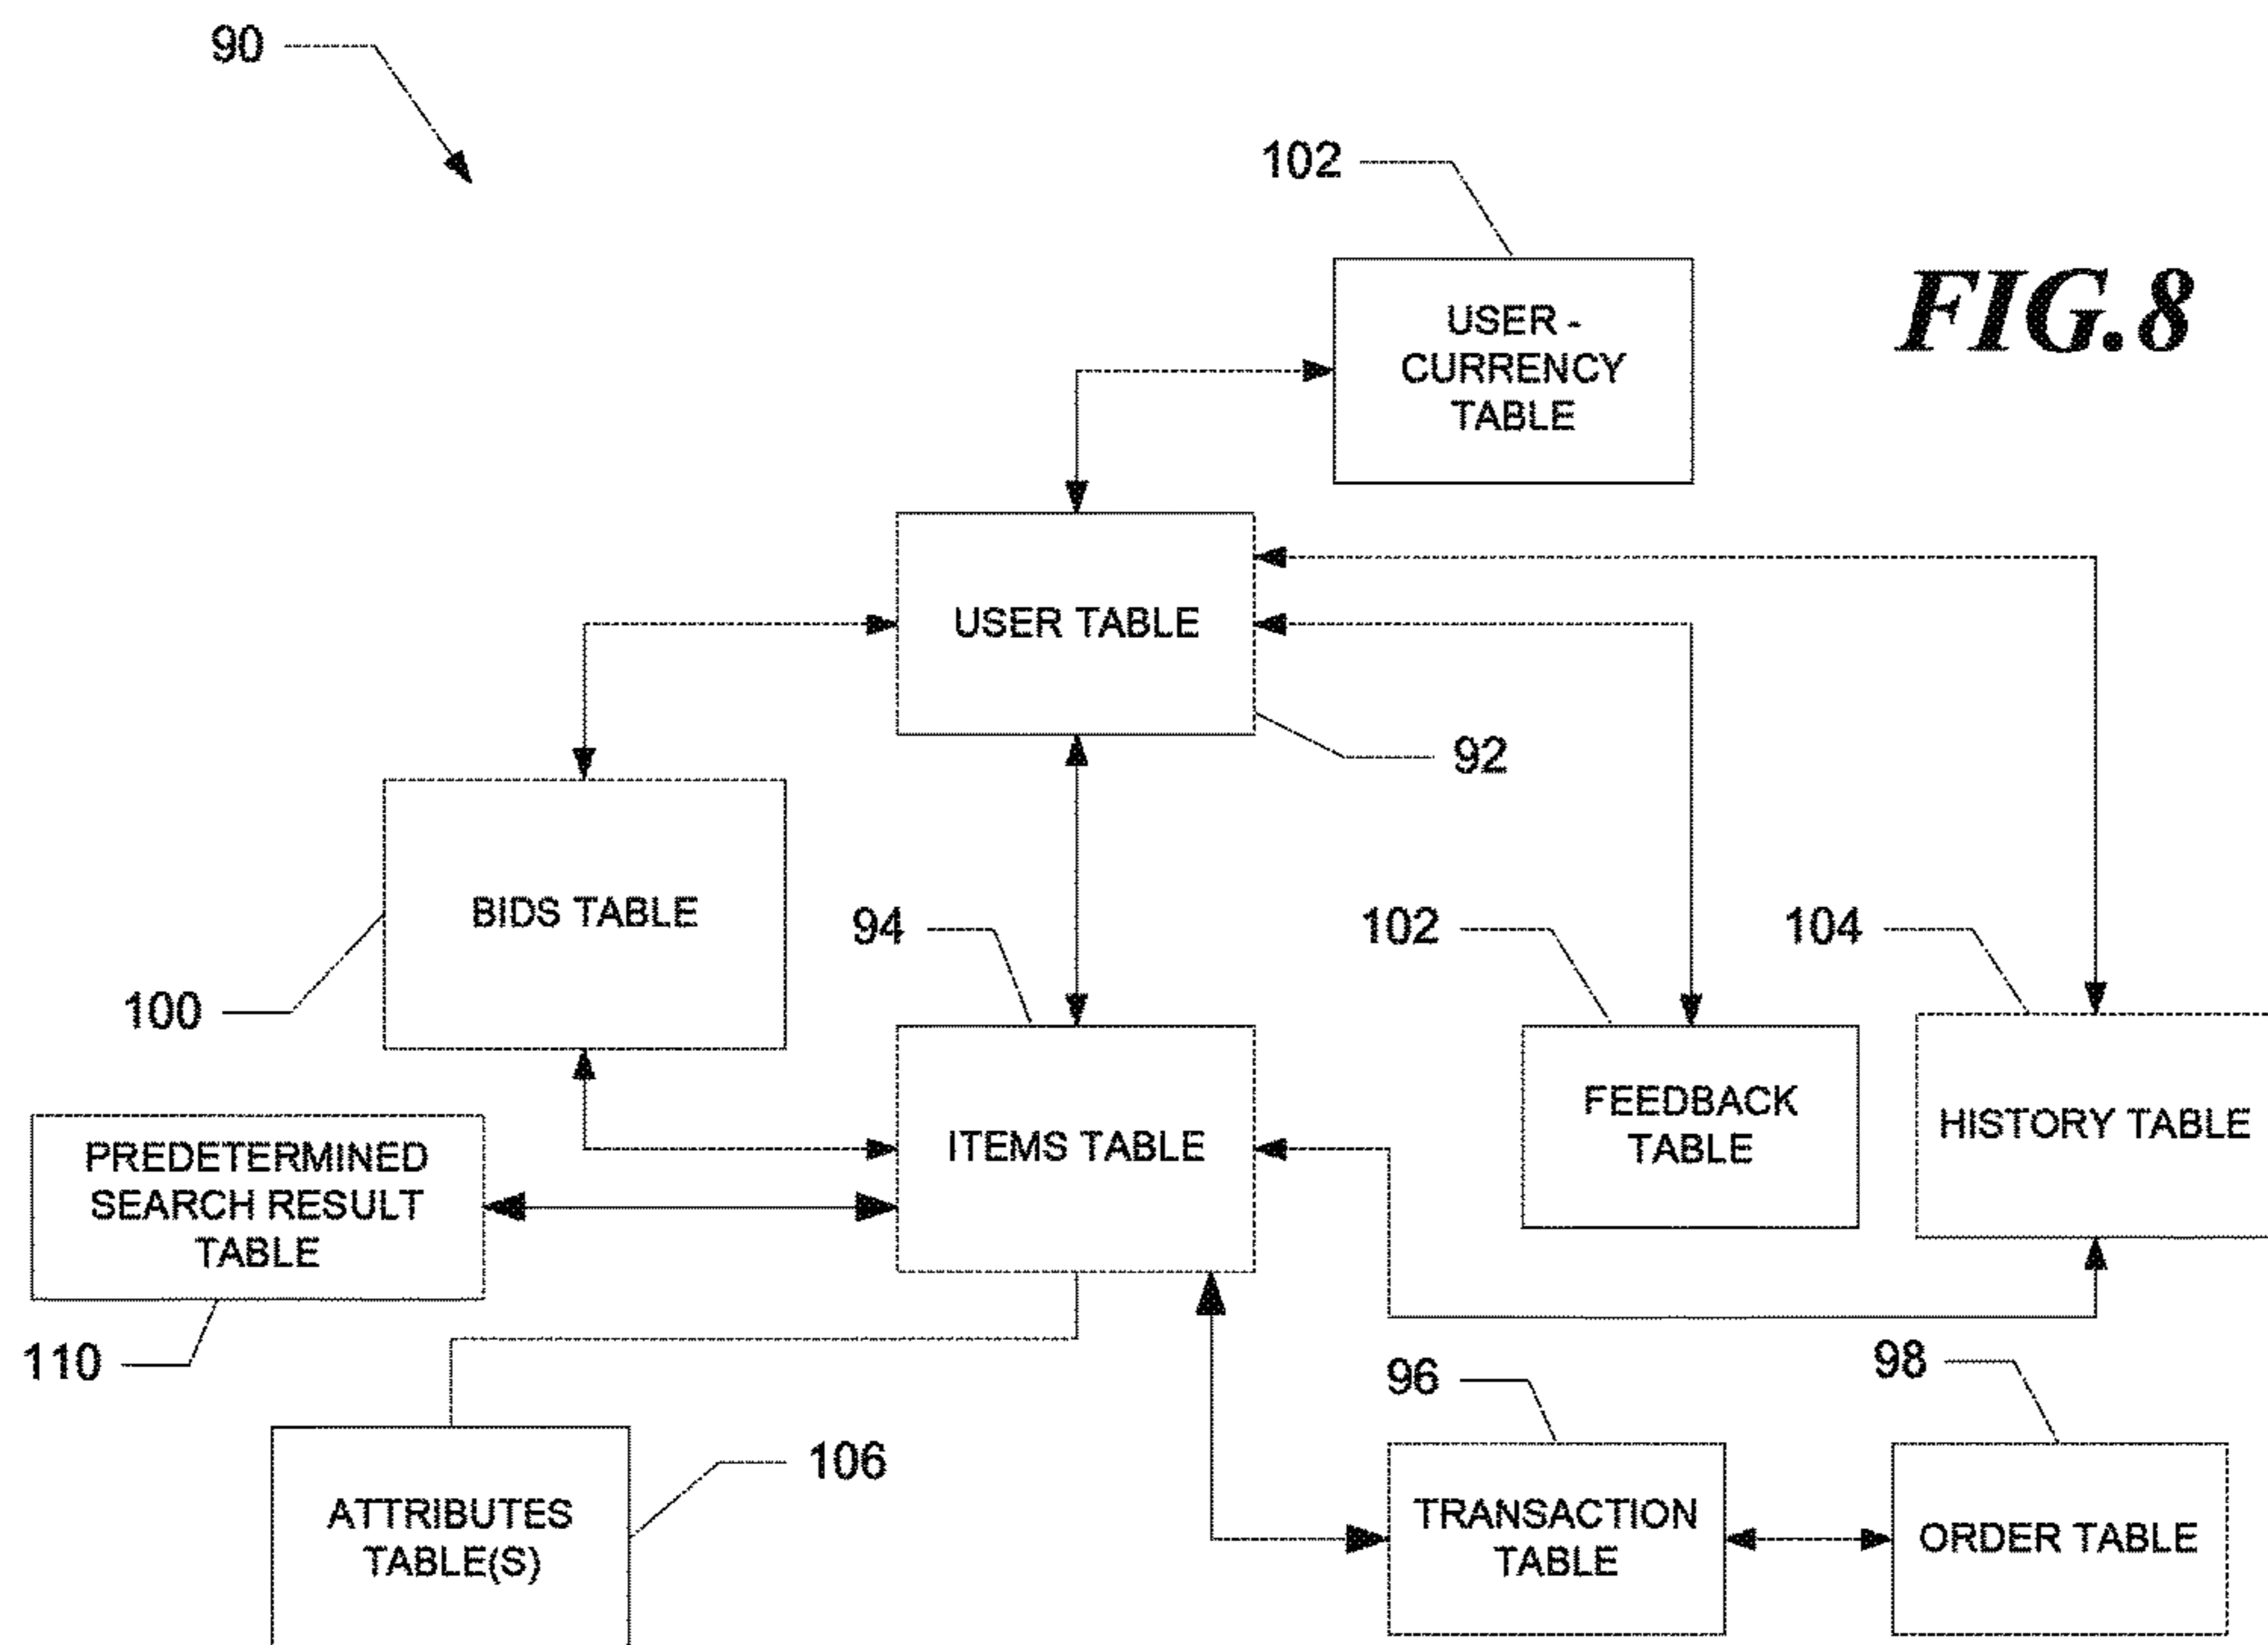 90
102
USER -
CURRENCY
TABLE
FIG.8
USER TABLE
92
BIDS TABLE
100
94
102
104
ITEMS TABLE
FEEDBACK
TABLE
HISTORY TABLE
PREDETERMINED
SEARCH RESULT
TABLE
110
96
98
106
ATTRIBUTES
TABLE(S)
TRANSACTION
TABLE
ORDER TABLE